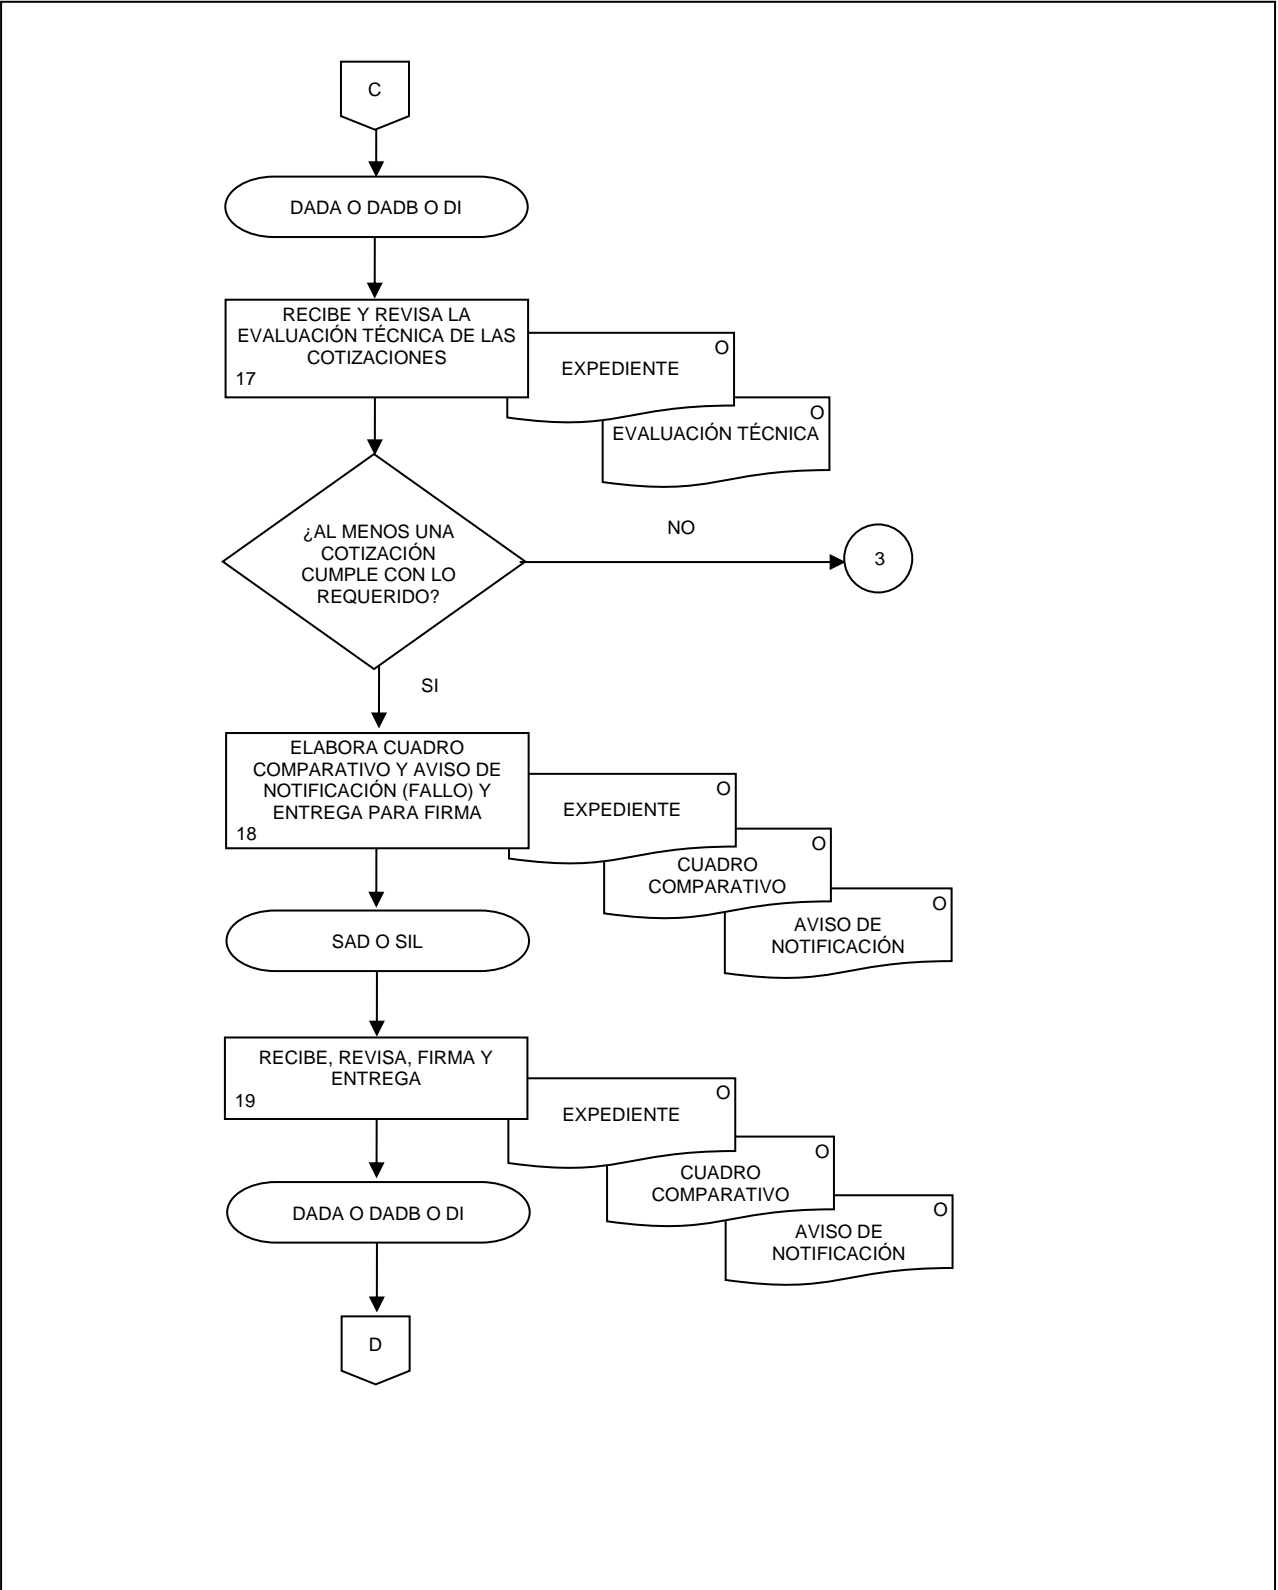 C
DADA O DADB O DI
RECIBE Y REVISA LA
EVALUACIÓN TÉCNICA DE LAS
COTIZACIONES
17
O
EXPEDIENTE
O
EVALUACIÓN TÉCNICA
¿AL MENOS UNA
COTIZACIÓN
CUMPLE CON LO
REQUERIDO?
NO
3
SI
ELABORA CUADRO
COMPARATIVO Y AVISO DE
NOTIFICACIÓN (FALLO) Y
ENTREGA PARA FIRMA
18
O
EXPEDIENTE
O
CUADRO
COMPARATIVO
O
AVISO DE
NOTIFICACIÓN
SAD O SIL
RECIBE, REVISA, FIRMA Y
ENTREGA
19
O
EXPEDIENTE
O
CUADRO
COMPARATIVO
O
AVISO DE
NOTIFICACIÓN
DADA O DADB O DI
D